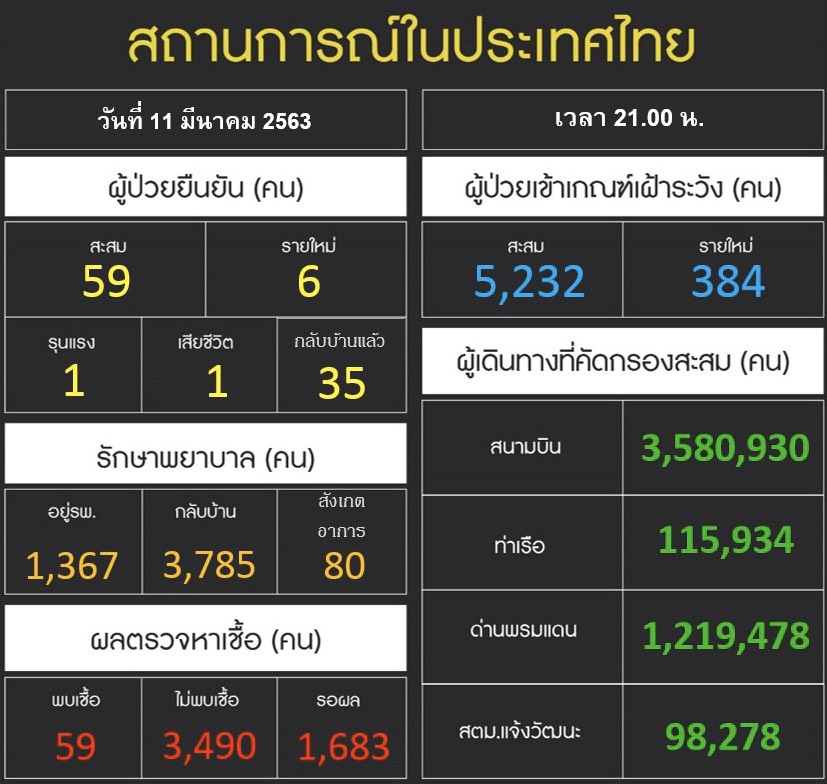 สถานการณ์ในประเทศไทย
วันที่ 11 มีนาคม 2563
เวลา 21.00 น.
ผู้ป่วยยืนยัน (คน)
สะสม
59
รายใหม่
6
รุนแรง
1
เสียชีวิต
1
กลับบ้านแล้ว
35
รักษาพยาบาล (คน)
อยู่รพ.
1,367
กลับบ้าน
3,785
สังเกต
อาการ
80
ผลตรวจหาเชื้อ (คน)
พบเชื้อ
59
ไม่พบเชื้อ
3,490
รอผล
1,683
ผู้ป่วยเข้าเกณฑ์เฝ้าระวัง (คน)
สะสม
5,232
รายใหม่
384
ผู้เดินทางที่คัดกรองสะสม (คน)
สนามบิน
3,580,930
ท่าเรือ
115,934
ด่านพรมแดน
1,219,478
สตม.แจ้งวัฒนะ
98,278